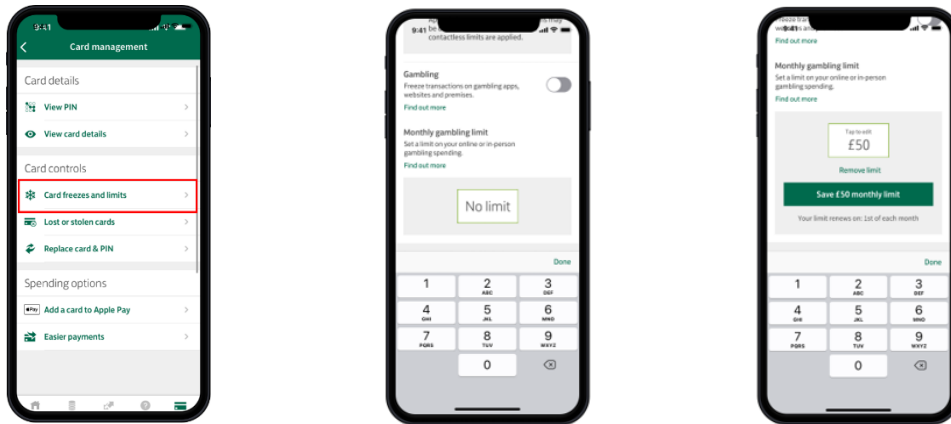 9:41
Card management
Card details
View PIN
View card details
Card controls
Card freezes and limits
Lost or stolen cards
Replace card & PIN
Spending options
Pay Add a card to Apple Pay
Easier payments
9:41
contactless limits are applied.
Gambling
Freeze transactions on gambling apps,
websites and premises.
Find out more
Monthly gambling limit
Set a limit on your online or in-person
gambling spending.
Find out more
No limit
Done
1 2 3
ABC DEF
4 5 6
GHI JKL MNO
7 8 9
PQRS TUV WXYZ
0
9:41
Find out more
Monthly gambling limit
Set a limit on your online or in-person
gambling spending.
Find out more
Tap to edit
£50
Remove limit
Save £50 monthly limit
Your limit renews on: 1st of each month
Done
1 2 3
ABC DEF
4 5 6
GHI JKL MNO
7 8 9
PQRS TUV WXYZ
0